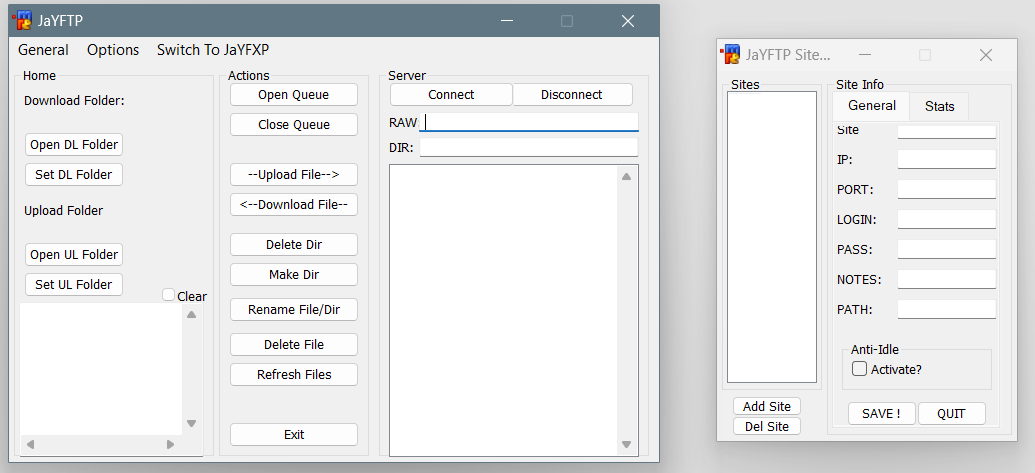 JaYFTP
General Options Switch To JaYFXP
Home
Download Folder:
Open DL Folder
Set DL Folder
Upload Folder
Open UL Folder
Set UL Folder
Clear
Actions
Open Queue
Close Queue
--Upload File-->
<--Download File--
Delete Dir
Make Dir
Rename File/Dir
Delete File
Refresh Files
Exit
Server
Connect Disconnect
RAW
DIR:
JaYFTP Site...
Sites
Add Site
Del Site
Site Info
General Stats
Site
IP:
PORT:
LOGIN:
PASS:
NOTES:
PATH:
Anti-Idle
Activate?
SAVE ! QUIT